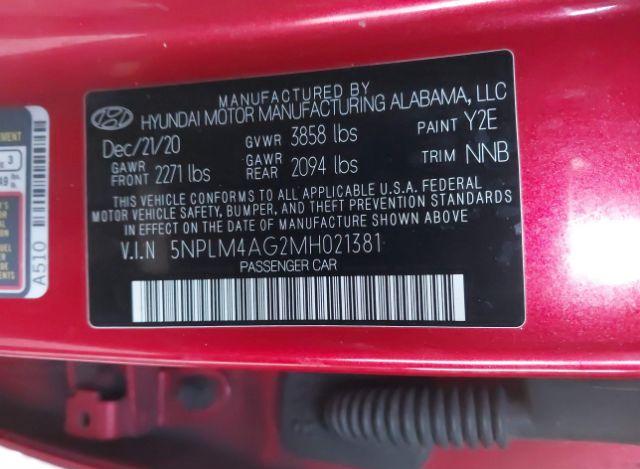 MANUFACTURED BY
HYUNDAI MOTOR MANUFACTURING ALABAMA, LLC
Dec/21/20 GVWR 3858 lbs PAINT Y2E
GAWR FRONT 2271 lbs GAWR REAR 2094 lbs TRIM NNB
THIS VEHICLE CONFORMS TO ALL APPLICABLE U.S.A. FEDERAL
MOTOR VEHICLE SAFETY, BUMPER, AND THEFT PREVENTION STANDARDS
IN EFFECT ON THE DATE OF MANUFACTURE SHOWN ABOVE.
V.I.N 5NPLM4AG2MH021381
PASSENGER CAR
A510
3